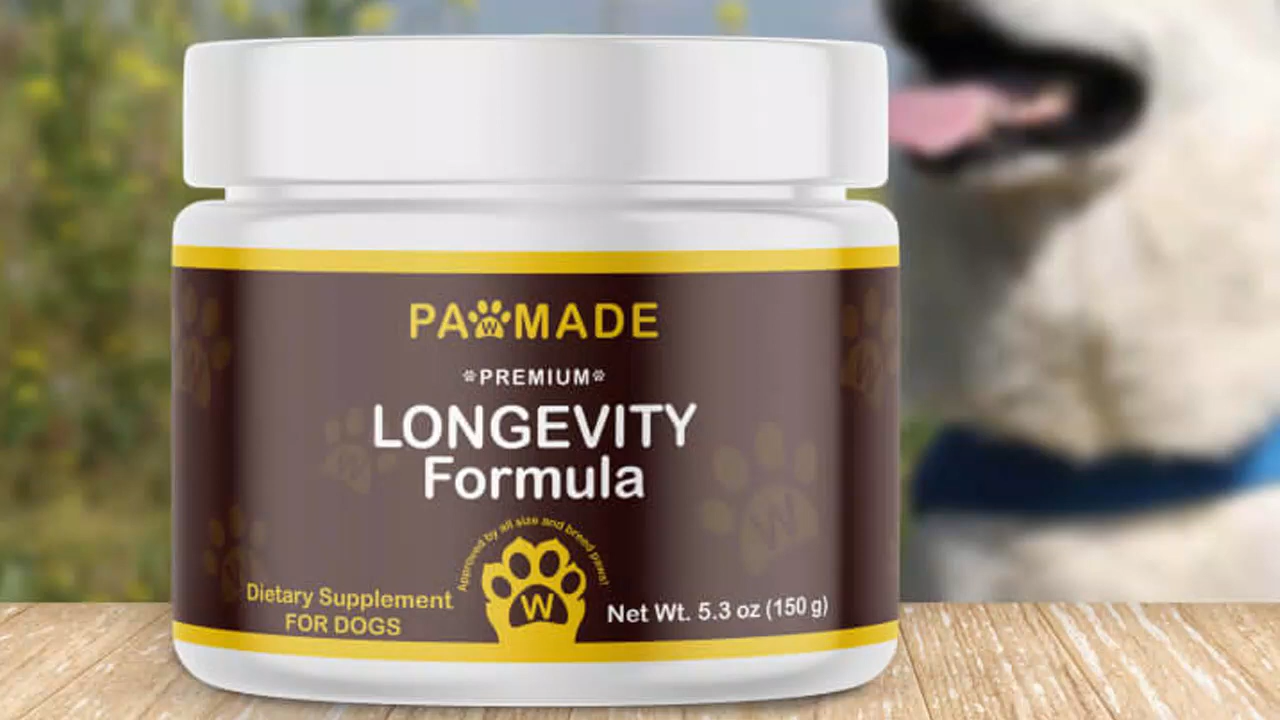 PAWMADE
PREMIUM
LONGEVITY
Formula
Approved by all size and breed paws!
W
Dietary Supplement
FOR DOGS
Net Wt. 5.3 oz (150 g)